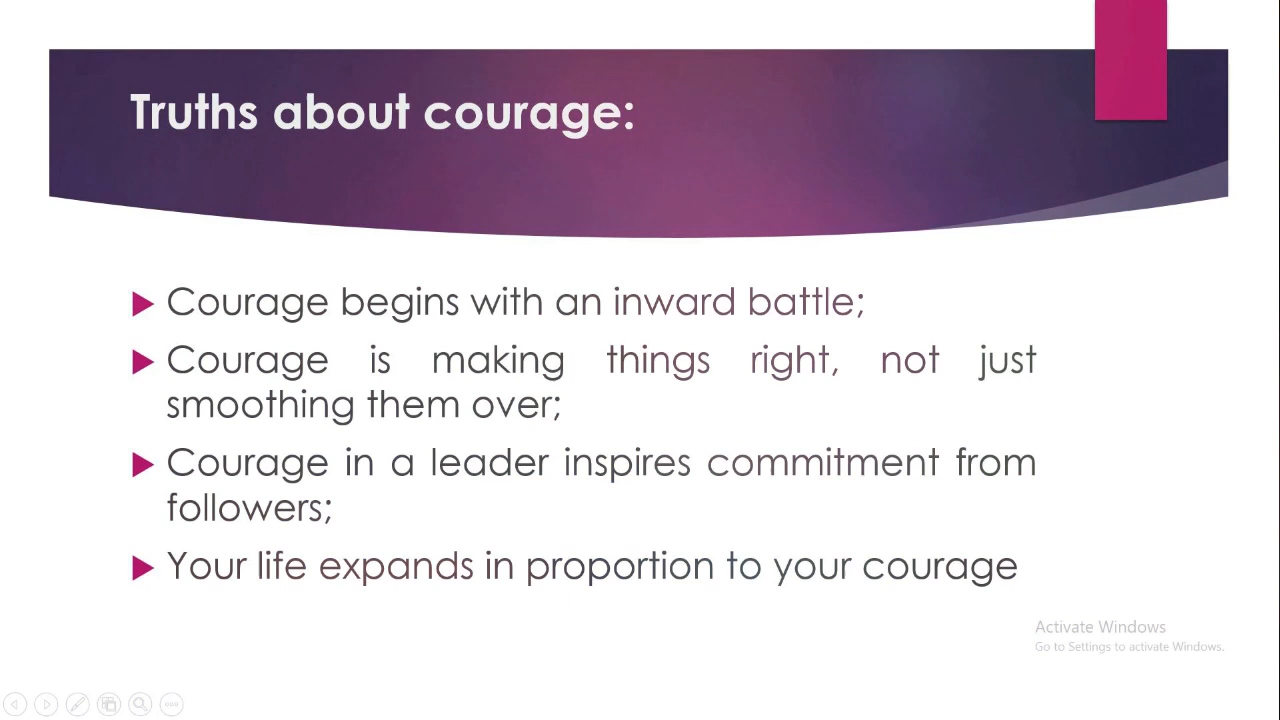 Truths about courage:
Courage begins with an inward battle;
Courage is making things right, not just
smoothing them over;
Courage in a leader inspires commitment from
followers;
Your life expands in proportion to your courage
Activate Windows
Go to Settings to activate Windows.